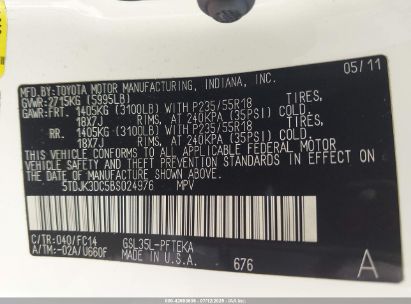 MFD.BY: TOYOTA MOTOR MANUFACTURING, INDIANA, INC.
05/11
GVWR: 2715KG (5995LB)
GAWR: FRT. 1405KG (3100LB) WITH P235/55R18 TIRES,
18X7J RIMS, AT 240KPA (35PSI) COLD.
RR. 1405KG (3100LB) WITH P235/55R18 TIRES,
18X7J RIMS, AT 240KPA (35PSI) COLD.
THIS VEHICLE CONFORMS TO ALL APPLICABLE FEDERAL MOTOR
VEHICLE SAFETY AND THEFT PREVENTION STANDARDS IN EFFECT ON
THE DATE OF MANUFACTURE SHOWN ABOVE.
5TDJK3DC5BS024976 MPV
C/TR: 040/FC14 GSL35L-PFTEKA
A/TM: -02A/U660F MADE IN U.S.A.
676 A